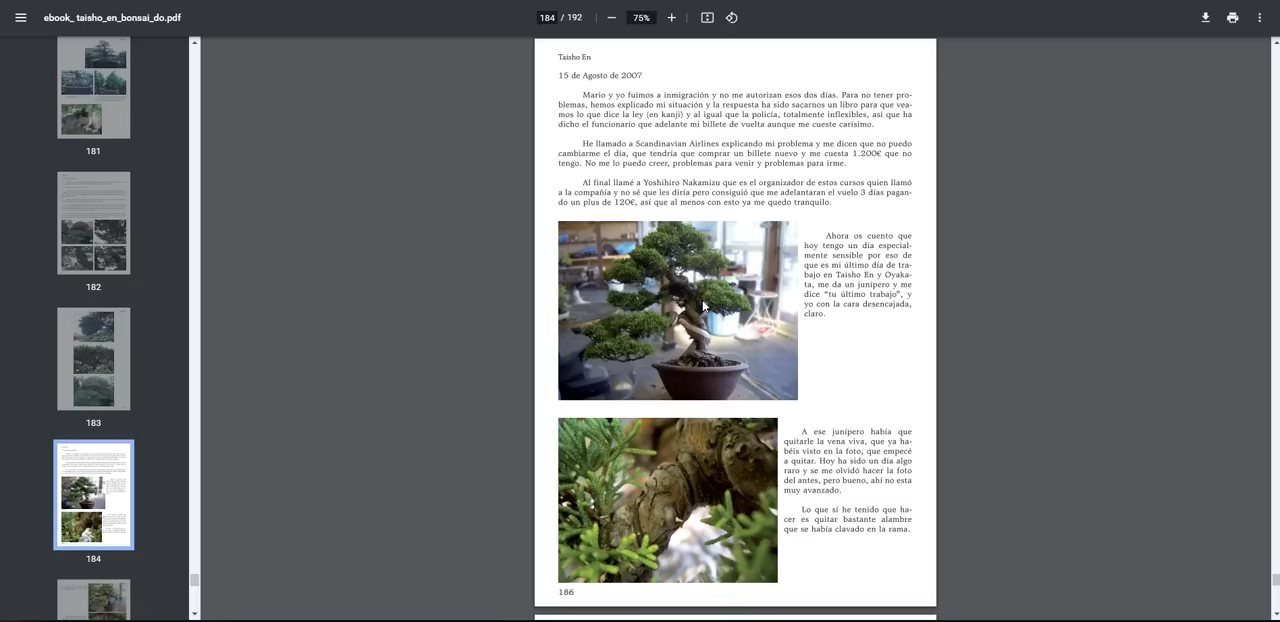 ebook_ taisho_en_bonsai_do.pdf
184 / 192
75%
181
182
183
184
Taisho En
15 de Agosto de 2007
Mario y yo fuimos a inmigración y no me autorizan esos dos días. Para no tener pro-
blemas, hemos explicado mi situación y la respuesta ha sido sacarnos un libro para que vea-
mos lo que dice la ley (en kanji) y al igual que la policía, totalmente inflexibles, así que ha
dicho el funcionario que adelante mi billete de vuelta aunque me cueste carísimo.
He llamado a Scandinavian Airlines explicando mi problema y me dicen que no puedo
cambiarme el día, que tendría que comprar un billete nuevo y me cuesta 1.200€ que no
tengo. No me lo puedo creer, problemas para venir y problemas para irme.
Al final llamé a Yoshihiro Nakamizu que es el organizador de estos cursos quien llamó
a la compañía y no sé que les diría pero consiguió que me adelantaran el vuelo 3 días pagan-
do un plus de 120€, así que al menos con esto ya me quedo tranquilo.
Ahora os cuento que
hoy tengo un día especial-
mente sensible por eso de
que es mi último día de tra-
bajo en Taisho En y Oyaka-
ta, me da un junípero y me
dice “tu último trabajo”, y
yo con la cara desencajada,
claro.
A ese junípero había que
quitarle la vena viva, que ya ha-
béis visto en la foto, que empecé
a quitar. Hoy ha sido un día algo
raro y se me olvidó hacer la foto
del antes, pero bueno, ahí no esta
muy avanzado.
Lo que sí he tenido que ha-
cer es quitar bastante alambre
que se había clavado en la rama.
186